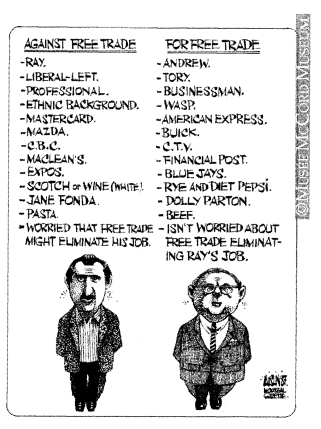 AGAINST FREE TRADE
- RAY.
- LIBERAL-LEFT.
- PROFESSIONAL.
- ETHNIC BACKGROUND.
- MASTERCARD.
- MAZDA.
- C.B.C.
- MACLEAN'S.
- EXPOS.
- SCOTCH or WINE (WHITE).
- JANE FONDA.
- PASTA.
- WORRIED THAT FREE TRADE
MIGHT ELIMINATE HIS JOB.
FOR FREE TRADE
- ANDREW.
- TORY.
- BUSINESSMAN.
- WASP.
- AMERICAN EXPRESS.
- BUICK.
- C.T.V.
- FINANCIAL POST.
- BLUE JAYS.
- RYE AND DIET PEPSI.
- DOLLY PARTON.
- BEEF.
- ISN'T WORRIED ABOUT
FREE TRADE ELIMINAT-
ING RAY'S JOB.
MONTREAL
GAZETTE
© MUSÉE MCCORD MUSEUM